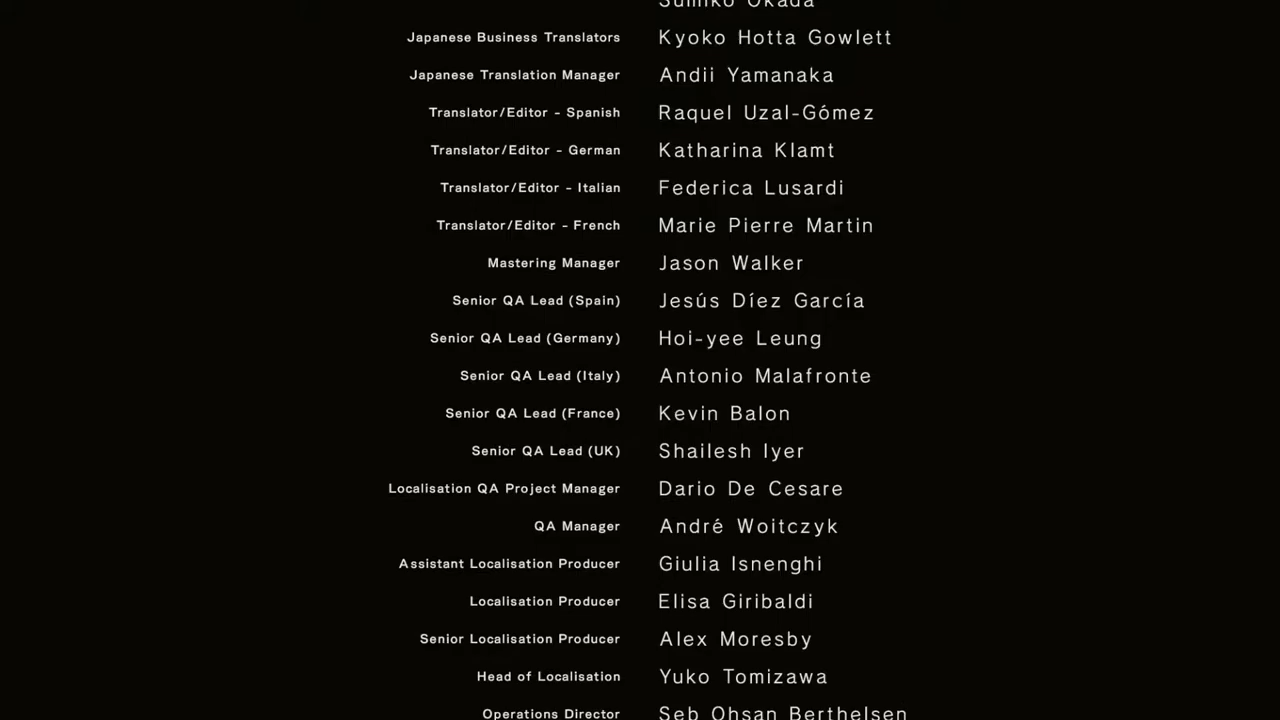 Sumiko Okada
Japanese Business Translators Kyoko Hotta Gowlett
Japanese Translation Manager Andii Yamanaka
Translator/Editor - Spanish Raquel Uzal-Gómez
Translator/Editor - German Katharina Klamt
Translator/Editor - Italian Federica Lusardi
Translator/Editor - French Marie Pierre Martin
Mastering Manager Jason Walker
Senior QA Lead (Spain) Jesús Díez García
Senior QA Lead (Germany) Hoi-yee Leung
Senior QA Lead (Italy) Antonio Malafronte
Senior QA Lead (France) Kevin Balon
Senior QA Lead (UK) Shailesh Iyer
Localisation QA Project Manager Dario De Cesare
QA Manager André Woitczyk
Assistant Localisation Producer Giulia Isnenghi
Localisation Producer Elisa Giribaldi
Senior Localisation Producer Alex Moresby
Head of Localisation Yuko Tomizawa
Operations Director Seb Ohsan Berthelsen